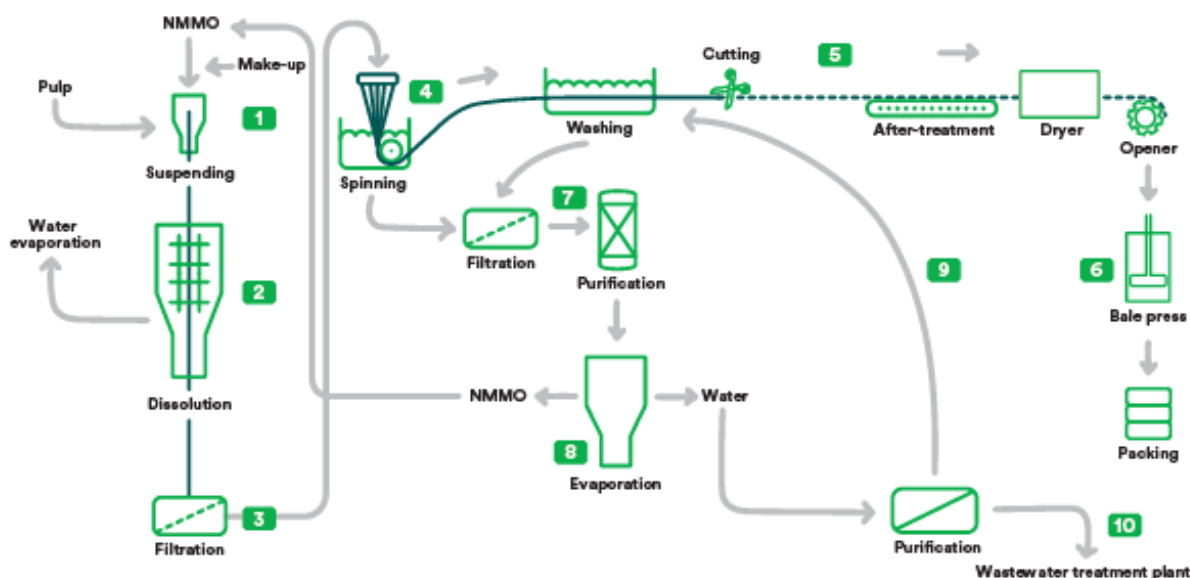 NMMO
Make-up
Pulp
1
Suspending
Water
evaporation
2
Dissolution
3
Filtration
4
Spinning
Washing
Cutting
5
After-treatment
Dryer
Opener
6
Bale press
Packing
7
Filtration
Purification
NMMO
Water
8
Evaporation
9
Purification
10
Wastewater treatment plant